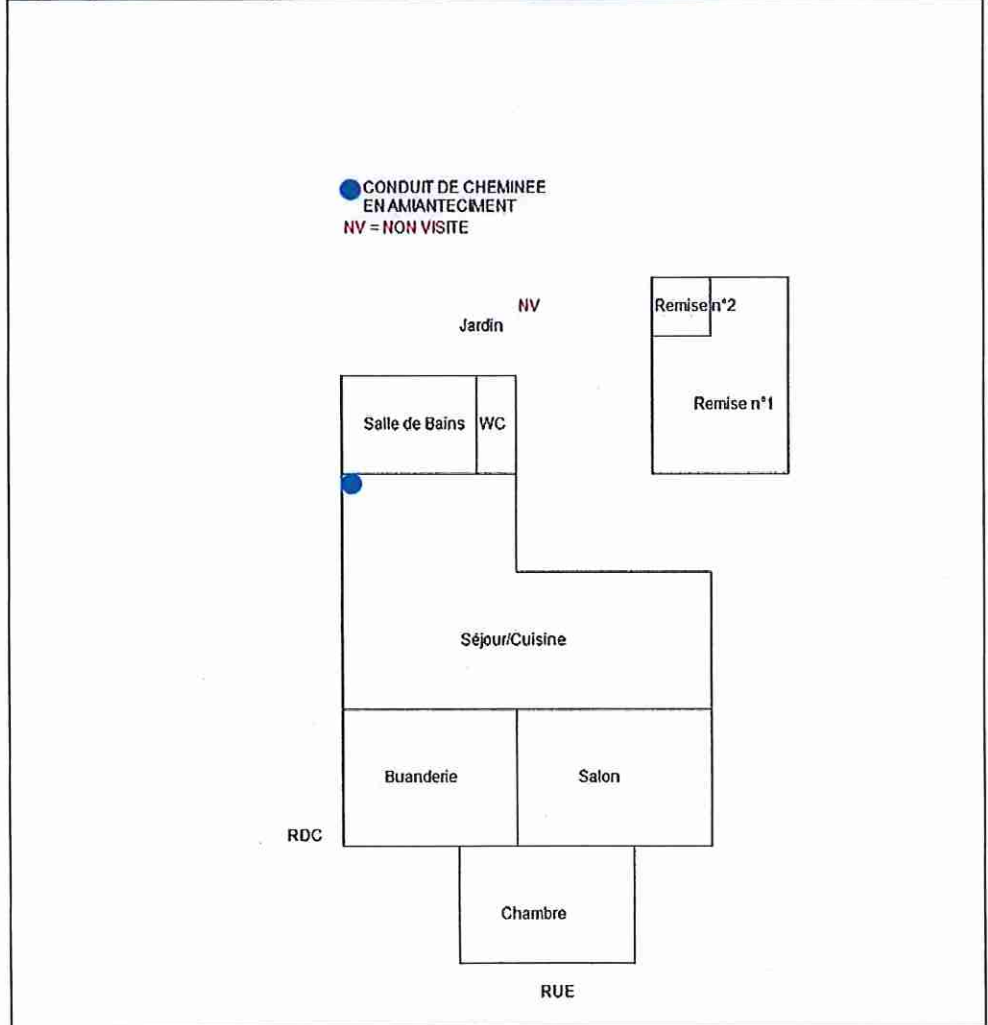 CONDUIT DE CHEMINEE
EN AMIANTECIMENT
NV = NON VISITE
NV
Jardin
Remise n°2
Remise n°1
Salle de Bains
WC
Séjour/Cuisine
Buanderie
Salon
RDC
Chambre
RUE